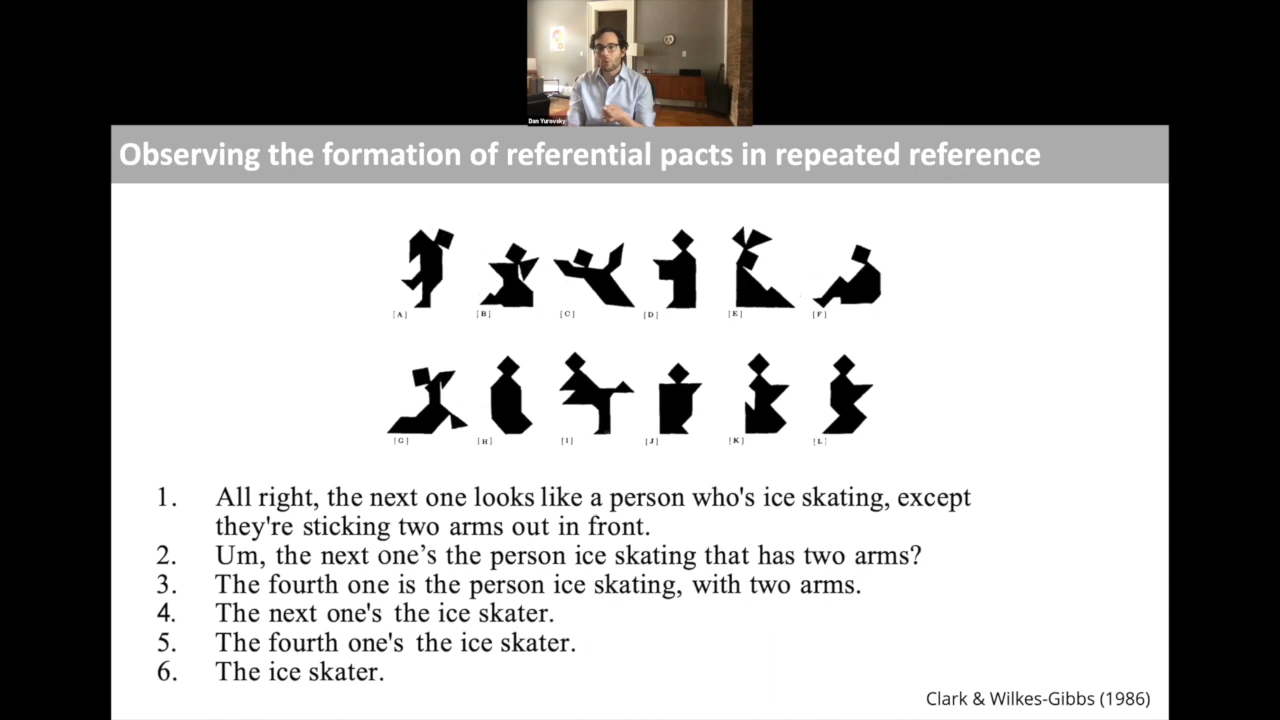 Dan Yurovsky
Observing the formation of referential pacts in repeated reference
[A] [B] [C] [D] [E] [F]
[G] [H] [I] [J] [K] [L]
1. All right, the next one looks like a person who's ice skating, except
they're sticking two arms out in front.
2. Um, the next one’s the person ice skating that has two arms?
3. The fourth one is the person ice skating, with two arms.
4. The next one's the ice skater.
5. The fourth one's the ice skater.
6. The ice skater.
Clark & Wilkes-Gibbs (1986)